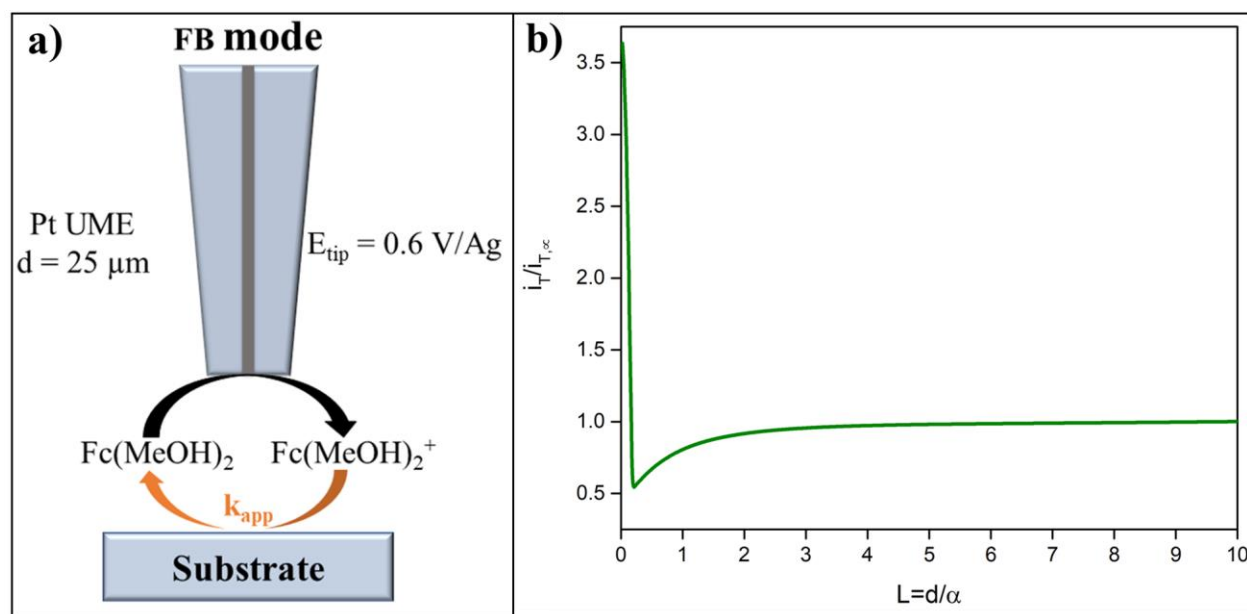 a)
FB mode
Pt UME
d = 25 μm
E_tip = 0.6 V/Ag
Fc(MeOH)₂
Fc(MeOH)₂⁺
k_app
Substrate
b)
i_T/i_T,∝
3.5
3.0
2.5
2.0
1.5
1.0
0.5
0 1 2 3 4 5 6 7 8 9 10
L=d/α